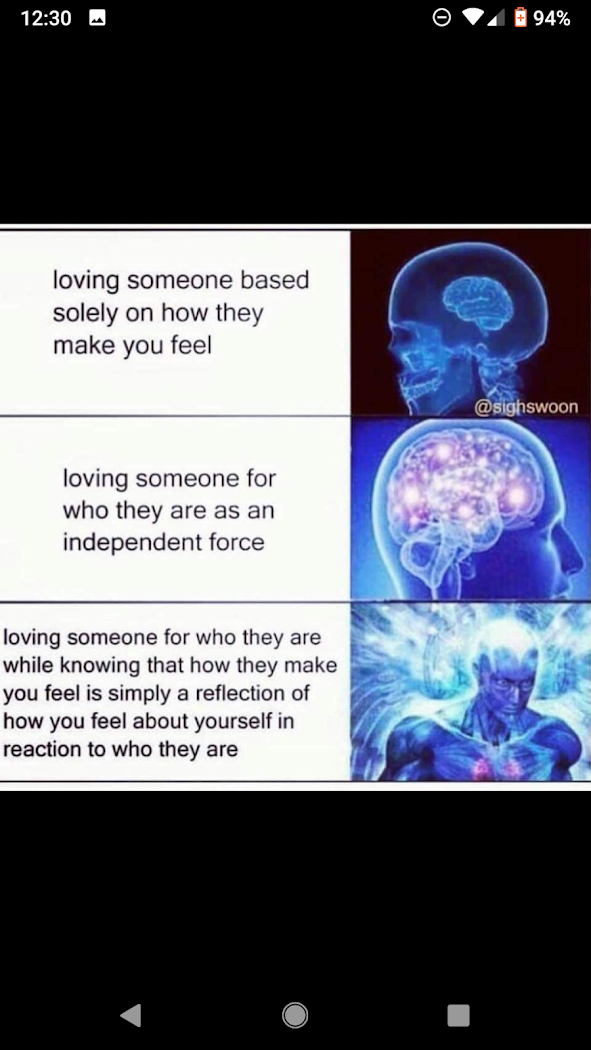 12:30
94%
loving someone based
solely on how they
make you feel
@sighswoon
loving someone for
who they are as an
independent force
loving someone for who they are
while knowing that how they make
you feel is simply a reflection of
how you feel about yourself in
reaction to who they are